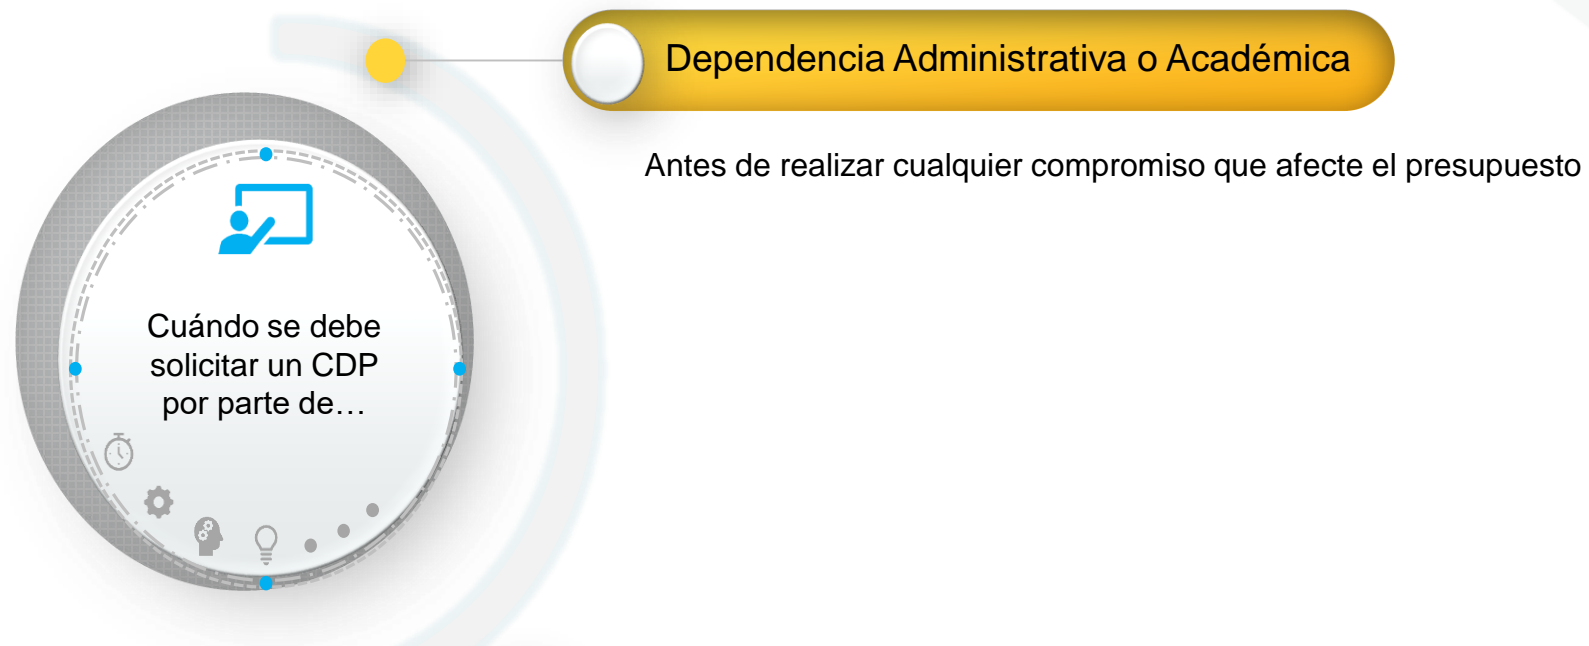 Dependencia Administrativa o Académica
Antes de realizar cualquier compromiso que afecte el presupuesto
Cuándo se debe
solicitar un CDP
por parte de…